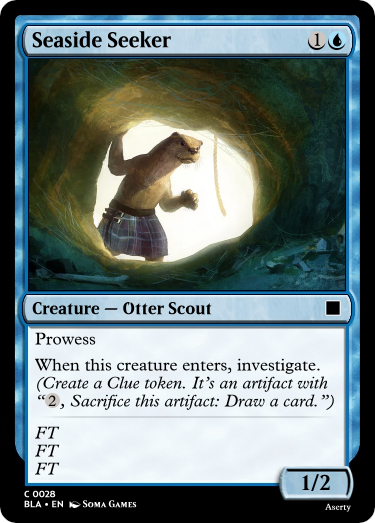 Seaside Seeker 1
Creature — Otter Scout
Prowess
When this creature enters, investigate.
(Create a Clue token. It's an artifact with
“2, Sacrifice this artifact: Draw a card.”)
FT
FT
FT
1/2
C 0028
BLA • EN Soma Games
Aserty